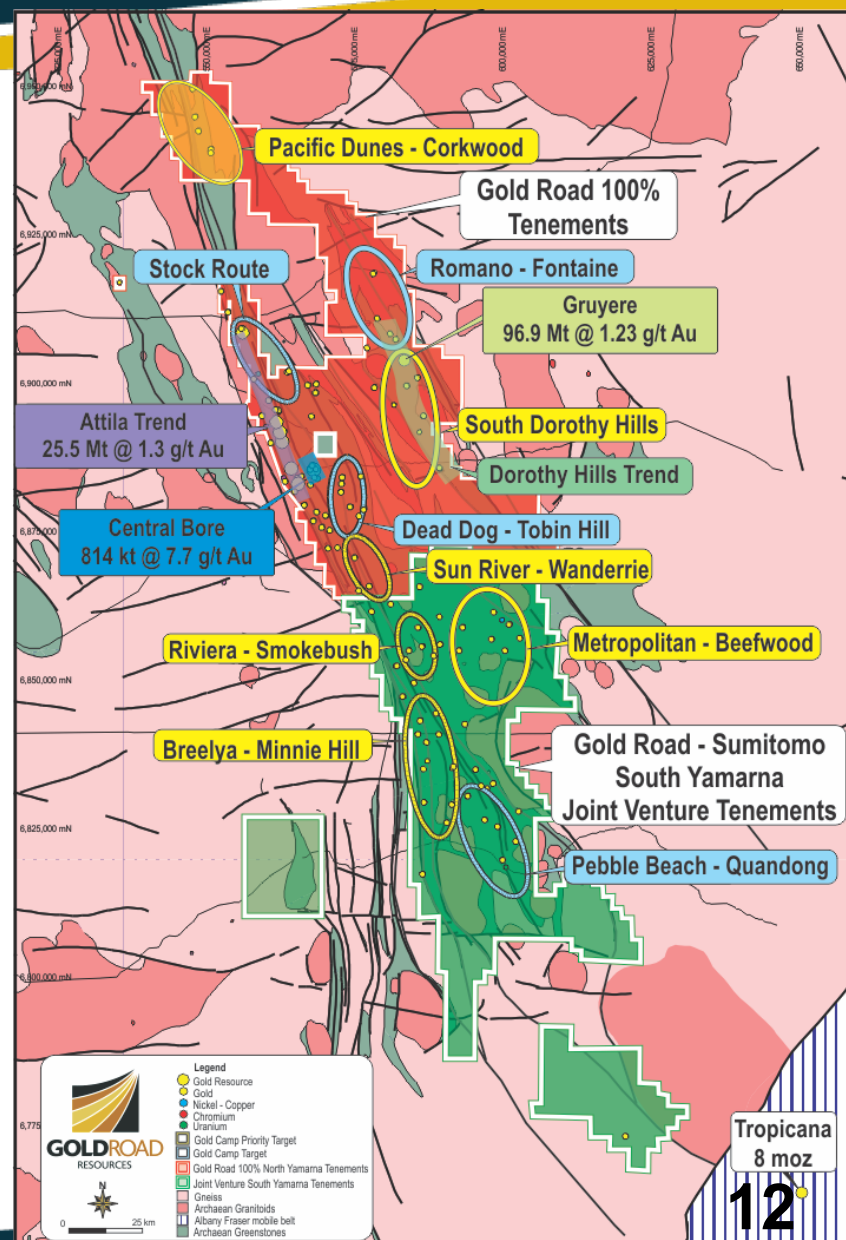 550,000 mE
600,000 mE
625,000 mE
650,000 mE
Pacific Dunes - Corkwood
Gold Road 100%
Tenements
6,925,000 mN
Stock Route
Romano - Fontaine
Gruyere
96.9 Mt @ 1.23 g/t Au
6,900,000 mN
Attila Trend
25.5 Mt @ 1.3 g/t Au
South Dorothy Hills
Dorothy Hills Trend
Central Bore
814 kt @ 7.7 g/t Au
6,875,000 mN
Dead Dog - Tobin Hill
Sun River - Wanderrie
Riviera - Smokebush
Metropolitan - Beefwood
6,850,000 mN
Breelya - Minnie Hill
Gold Road - Sumitomo
South Yamarna
Joint Venture Tenements
6,825,000 mN
Pebble Beach - Quandong
6,800,000 mN
6,775
Legend
Gold Resource
Gold
Nickel - Copper
Chromium
Uranium
Gold Camp Priority Target
Gold Camp Target
Gold Road 100% North Yamarna Tenements
Joint Venture South Yamarna Tenements
Gneiss
Archaean Granitoids
Albany Fraser mobile belt
Archaean Greenstones
GOLDROAD
RESOURCES
N
0 25 km
Tropicana
8 moz
12